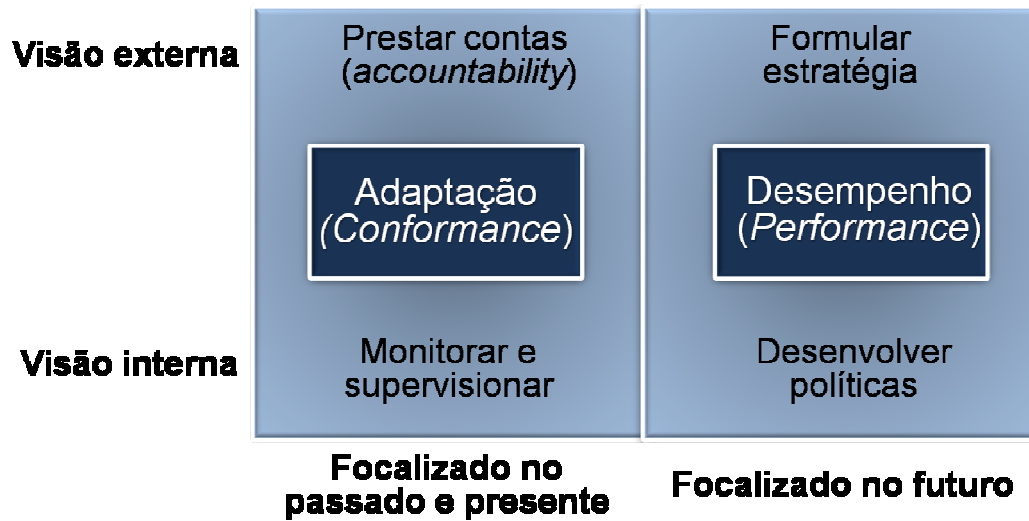 Visão externa
Prestar contas
(accountability)
Formular
estratégia
Adaptação
(Conformance)
Desempenho
(Performance)
Visão interna
Monitorar e
supervisionar
Desenvolver
políticas
Focalizado no
passado e presente
Focalizado no futuro